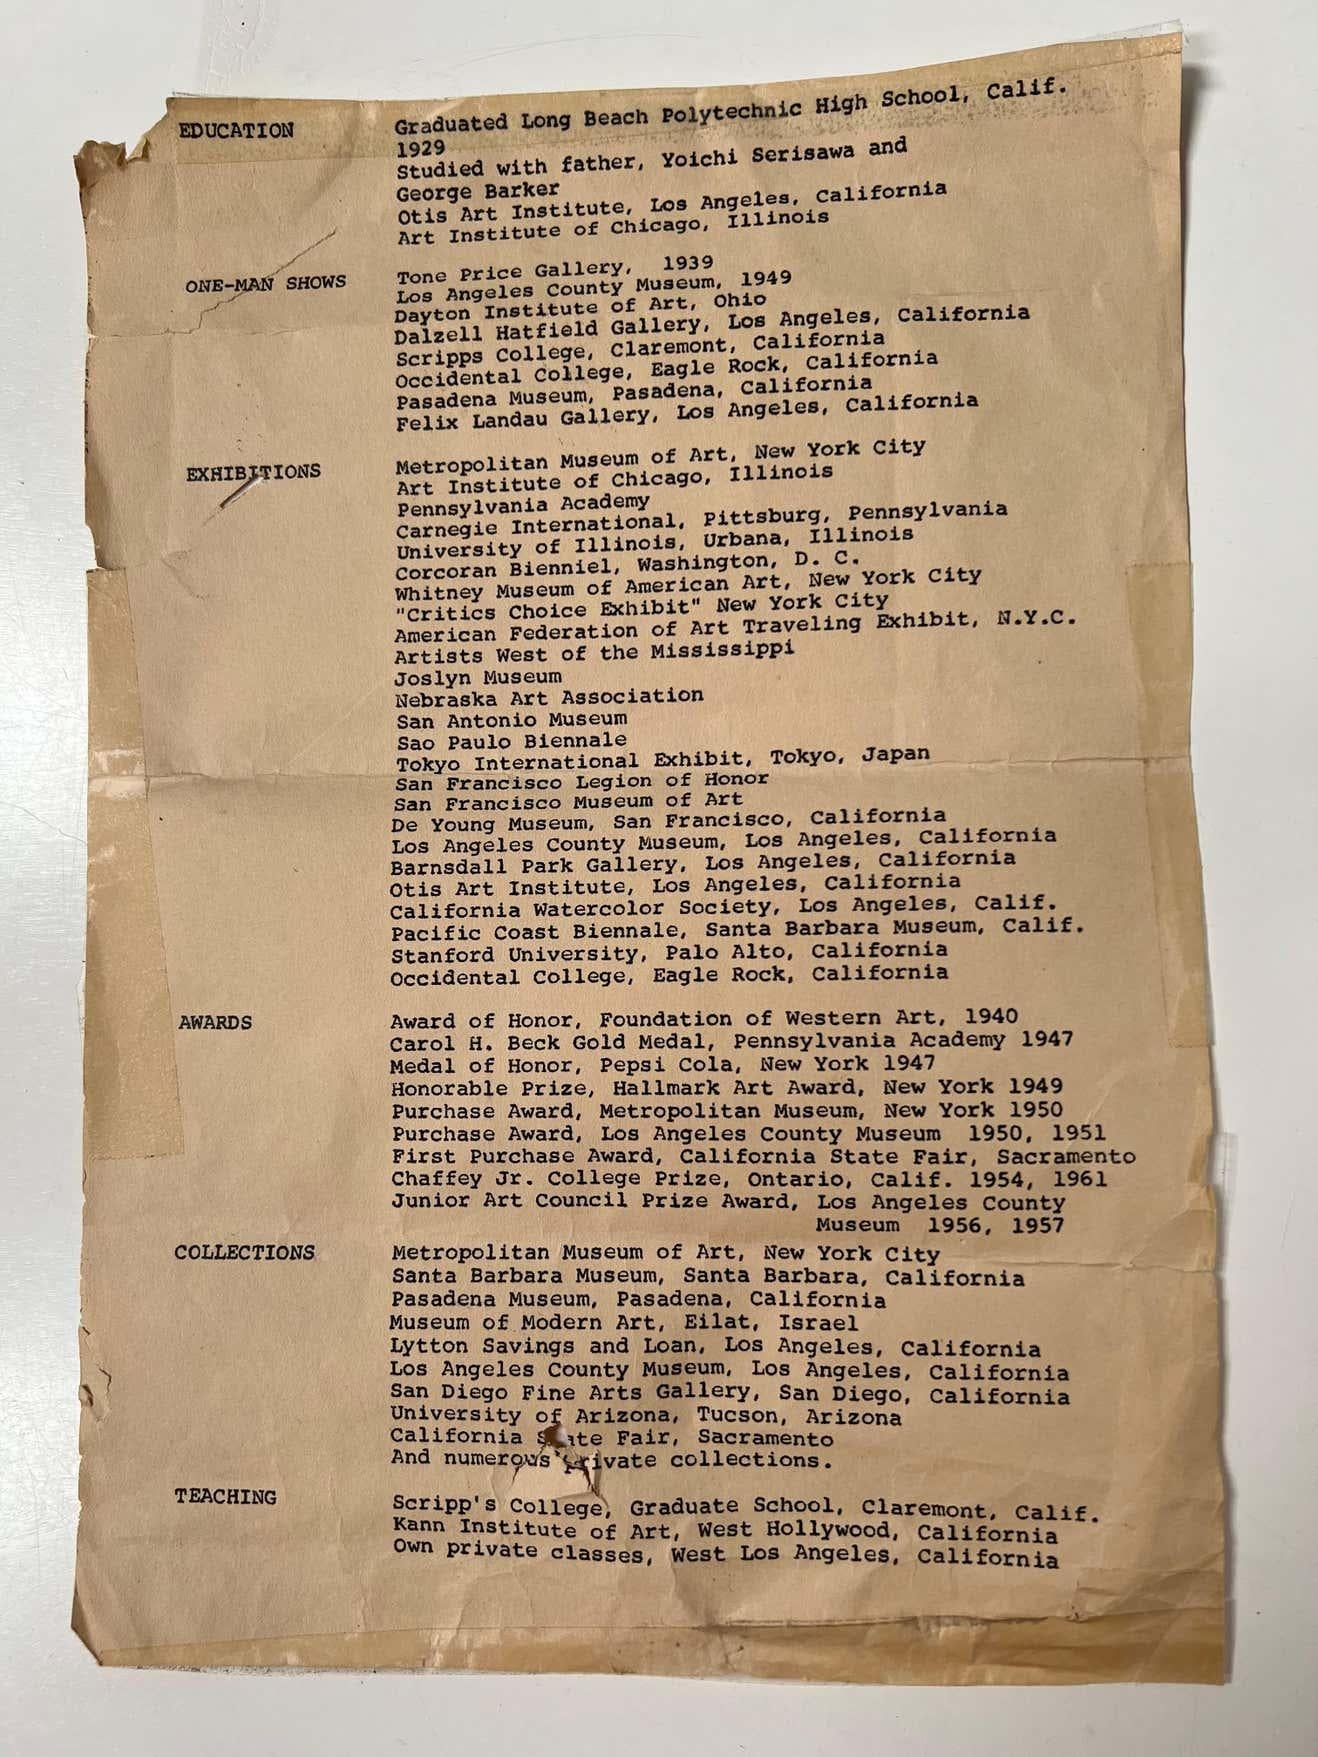 EDUCATION Graduated Long Beach Polytechnic High School, Calif.
1929
Studied with father, Yoichi Serisawa and
George Barker
Otis Art Institute, Los Angeles, California
Art Institute of Chicago, Illinois
ONE-MAN SHOWS Tone Price Gallery, 1939
Los Angeles County Museum, 1949
Dayton Institute of Art, Ohio
Dalzell Hatfield Gallery, Los Angeles, California
Scripps College, Claremont, California
Occidental College, Eagle Rock, California
Pasadena Museum, Pasadena, California
Felix Landau Gallery, Los Angeles, California
EXHIBITIONS Metropolitan Museum of Art, New York City
Art Institute of Chicago, Illinois
Pennsylvania Academy
Carnegie International, Pittsburg, Pennsylvania
University of Illinois, Urbana, Illinois
Corcoran Bienniel, Washington, D. C.
Whitney Museum of American Art, New York City
"Critics Choice Exhibit" New York City
American Federation of Art Traveling Exhibit, N.Y.C.
Artists West of the Mississippi
Joslyn Museum
Nebraska Art Association
San Antonio Museum
Sao Paulo Biennale
Tokyo International Exhibit, Tokyo, Japan
San Francisco Legion of Honor
San Francisco Museum of Art
De Young Museum, San Francisco, California
Los Angeles County Museum, Los Angeles, California
Barnsdall Park Gallery, Los Angeles, California
Otis Art Institute, Los Angeles, California
California Watercolor Society, Los Angeles, Calif.
Pacific Coast Biennale, Santa Barbara Museum, Calif.
Stanford University, Palo Alto, California
Occidental College, Eagle Rock, California
AWARDS Award of Honor, Foundation of Western Art, 1940
Carol H. Beck Gold Medal, Pennsylvania Academy 1947
Medal of Honor, Pepsi Cola, New York 1947
Honorable Prize, Hallmark Art Award, New York 1949
Purchase Award, Metropolitan Museum, New York 1950
Purchase Award, Los Angeles County Museum 1950, 1951
First Purchase Award, California State Fair, Sacramento
Chaffey Jr. College Prize, Ontario, Calif. 1954, 1961
Junior Art Council Prize Award, Los Angeles County
Museum 1956, 1957
COLLECTIONS Metropolitan Museum of Art, New York City
Santa Barbara Museum, Santa Barbara, California
Pasadena Museum, Pasadena, California
Museum of Modern Art, Eilat, Israel
Lytton Savings and Loan, Los Angeles, California
Los Angeles County Museum, Los Angeles, California
San Diego Fine Arts Gallery, San Diego, California
University of Arizona, Tucson, Arizona
California State Fair, Sacramento
And numerous private collections.
TEACHING Scripp's College, Graduate School, Claremont, Calif.
Kann Institute of Art, West Hollywood, California
Own private classes, West Los Angeles, California